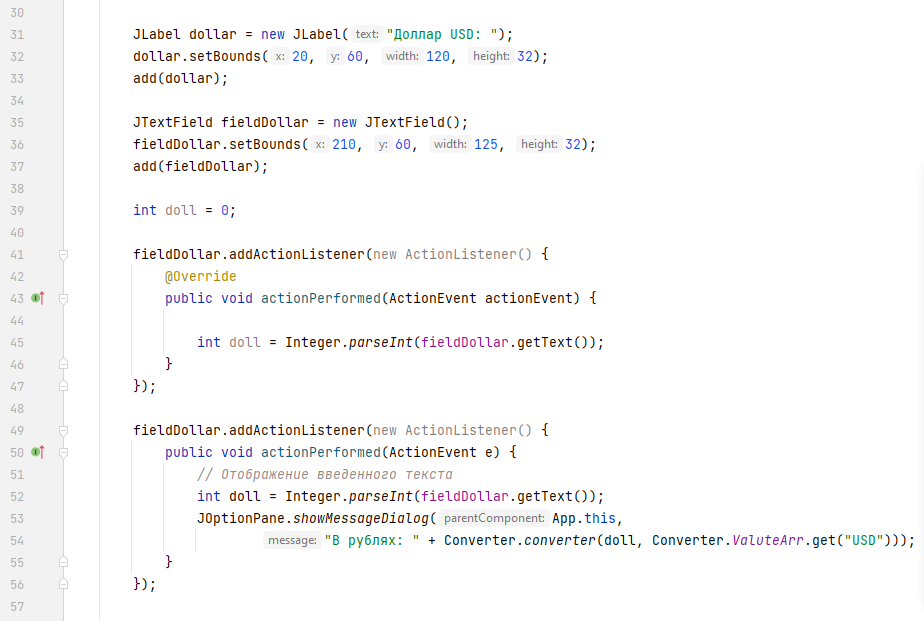 30
31 JLabel dollar = new JLabel( text: "Доллар USD: ");
32 dollar.setBounds( x: 20, y: 60, width: 120, height: 32);
33 add(dollar);
34
35 JTextField fieldDollar = new JTextField();
36 fieldDollar.setBounds( x: 210, y: 60, width: 125, height: 32);
37 add(fieldDollar);
38
39 int doll = 0;
40
41 fieldDollar.addActionListener(new ActionListener() {
42 @Override
43 public void actionPerformed(ActionEvent actionEvent) {
44
45 int doll = Integer.parseInt(fieldDollar.getText());
46 }
47 });
48
49 fieldDollar.addActionListener(new ActionListener() {
50 public void actionPerformed(ActionEvent e) {
51 // Отображение введенного текста
52 int doll = Integer.parseInt(fieldDollar.getText());
53 JOptionPane.showMessageDialog( parentComponent: App.this,
54 message: "В рублях: " + Converter.converter(doll, Converter.ValuteArr.get("USD")));
55 }
56 });
57